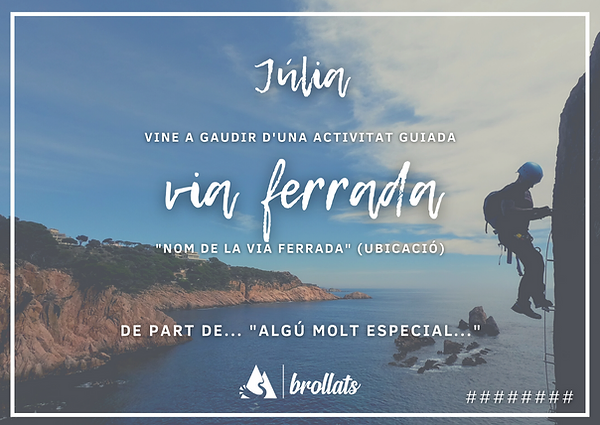 Júlia
VINE A GAUDIR D'UNA ACTIVITAT GUIADA
via ferrada
"NOM DE LA VIA FERRADA" (UBICACIÓ)
DE PART DE... "ALGÚ MOLT ESPECIAL..."
brollats
########